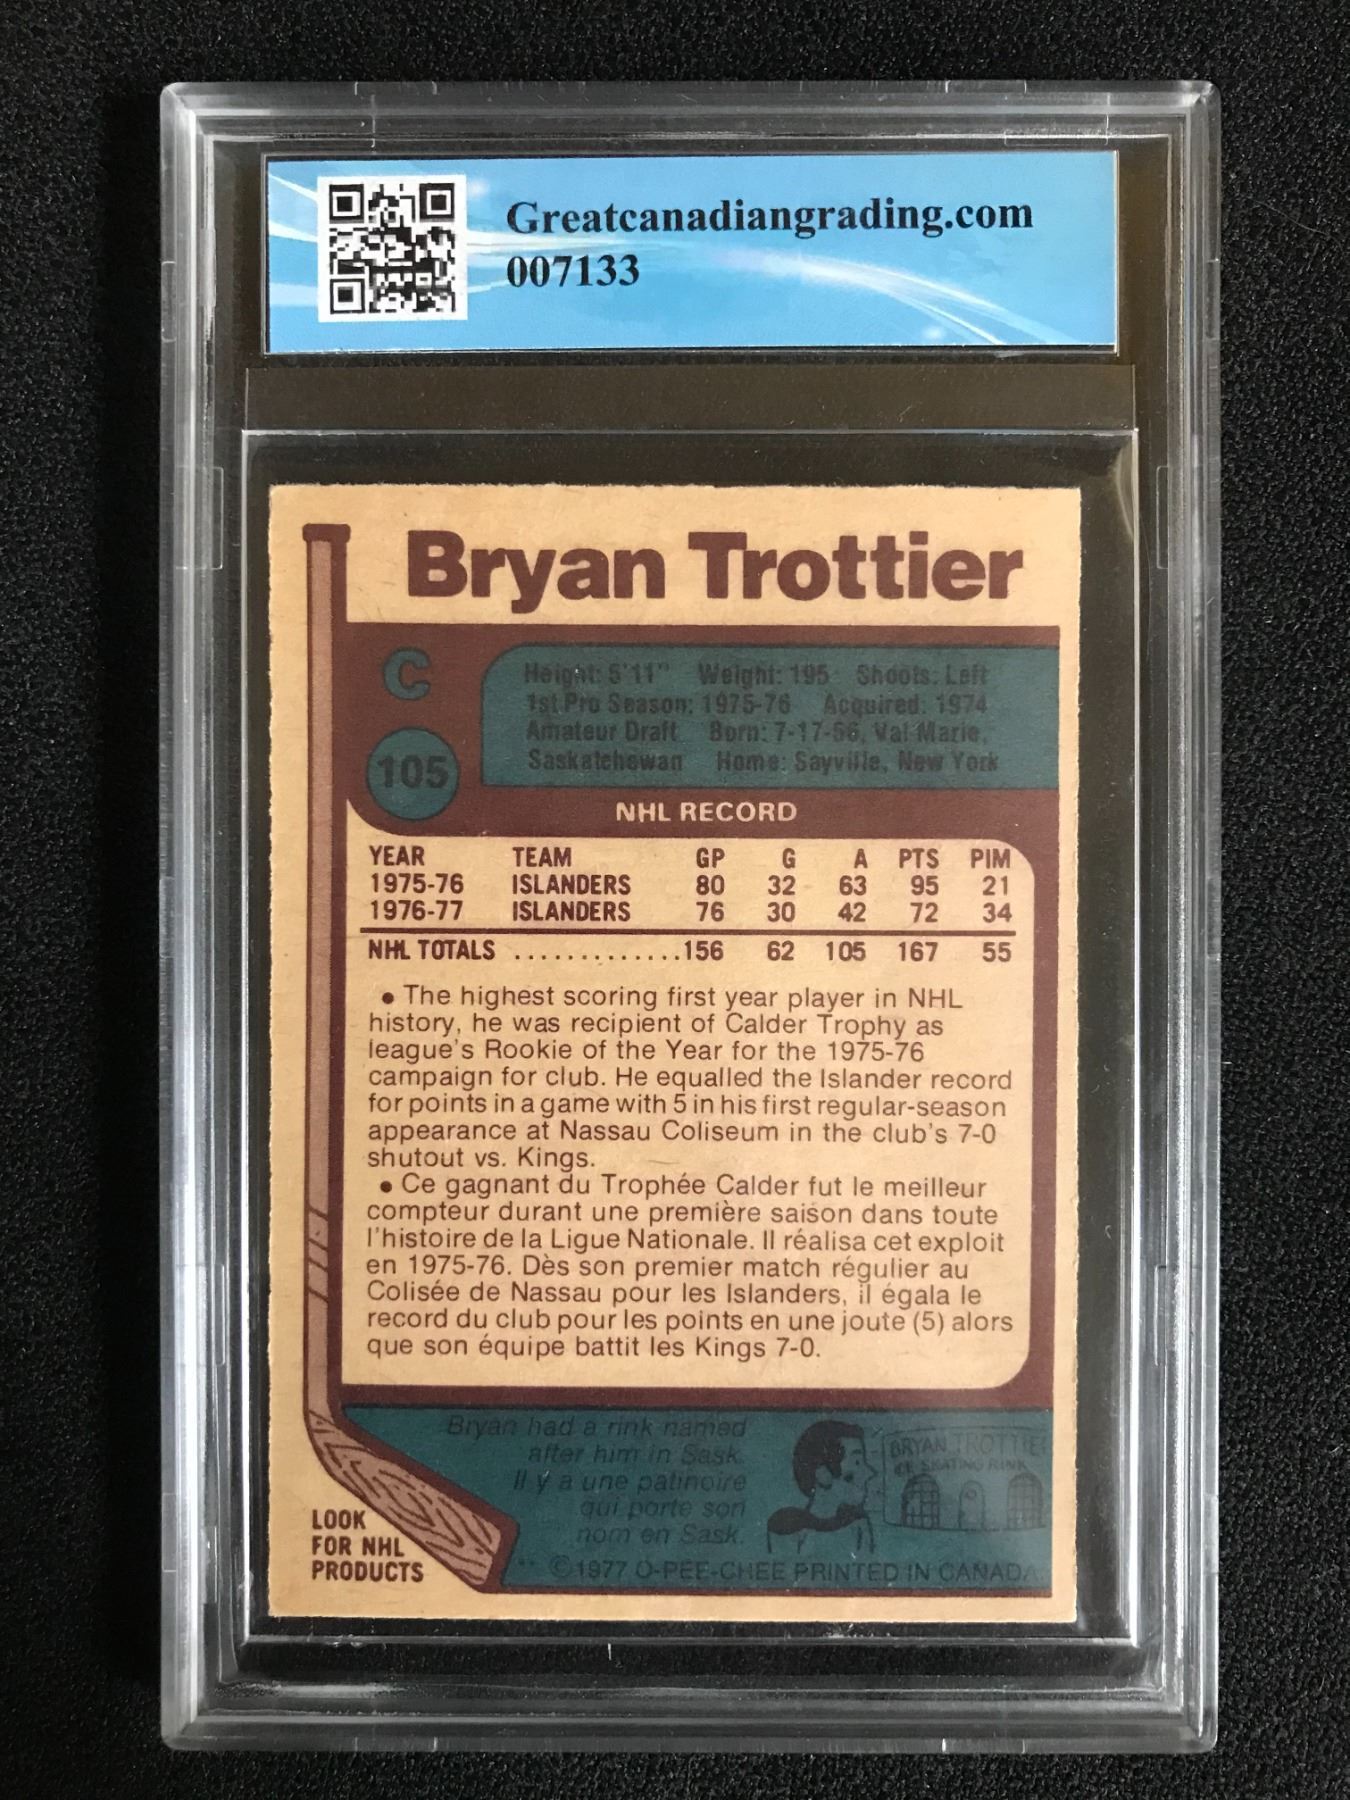 Greatcanadiangrading.com
007133
Bryan Trottier
C
105
Height: 5'11" Weight: 195 Shoots: Left
1st Pro Season: 1975-76 Acquired: 1974
Amateur Draft Born: 7-17-56, Val Marie,
Saskatchewan Home: Sayville, New York
NHL RECORD
YEAR TEAM GP G A PTS PIM
1975-76 ISLANDERS 80 32 63 95 21
1976-77 ISLANDERS 76 30 42 72 34
NHL TOTALS .............156 62 105 167 55
• The highest scoring first year player in NHL
history, he was recipient of Calder Trophy as
league's Rookie of the Year for the 1975-76
campaign for club. He equalled the Islander record
for points in a game with 5 in his first regular-season
appearance at Nassau Coliseum in the club's 7-0
shutout vs. Kings.
• Ce gagnant du Trophée Calder fut le meilleur
compteur durant une première saison dans toute
l'histoire de la Ligue Nationale. Il réalisa cet exploit
en 1975-76. Dès son premier match régulier au
Colisée de Nassau pour les Islanders, il égala le
record du club pour les points en une joute (5) alors
que son équipe battit les Kings 7-0.
Bryan had a rink named
after him in Sask.
Il y a une patinoire
qui porte son
nom en Sask.
BRYAN TROTTIE
SKATING RINK
LOOK
FOR NHL
PRODUCTS
** ©1977 O-PEE-CHEE PRINTED IN CANADA